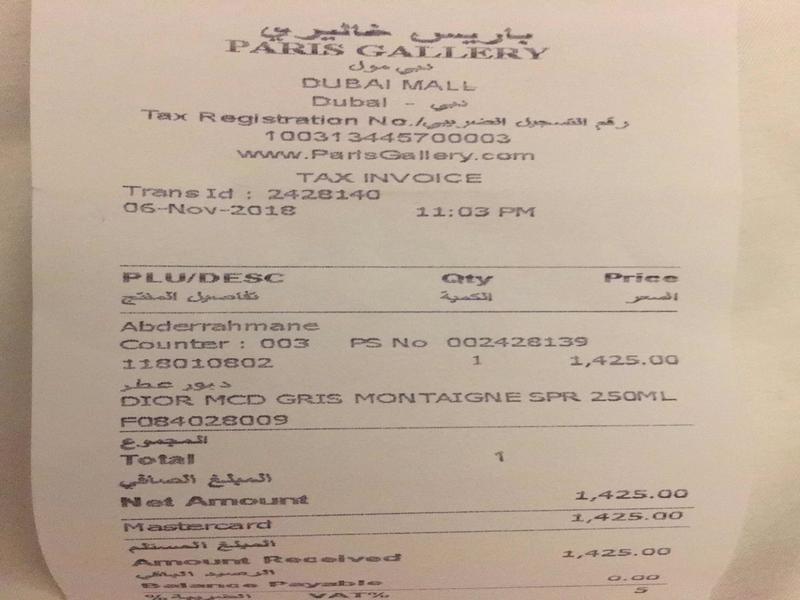 باريس غاليري
PARIS GALLERY
دبي مول
DUBAI MALL
Dubai - دبي
Tax Registration No./رقم التسجيل الضريبي
100313445700003
www.ParisGallery.com
TAX INVOICE
Trans Id : 2428140
06-Nov-2018 11:03 PM
PLU/DESC Qty Price
تفاصيل المنتج الكمية السعر
Abderrahmane
Counter : 003 PS No 002428139
118010802 1 1,425.00
ديور عطر
DIOR MCD GRIS MONTAIGNE SPR 250ML
F084028009
المجموع
Total 1
المبلغ الصافي
Net Amount 1,425.00
Mastercard 1,425.00
المبلغ المستلم
Amount Received 1,425.00
الرصيد الباقي
Balance Payable 0.00
الضريبة% VAT% 5